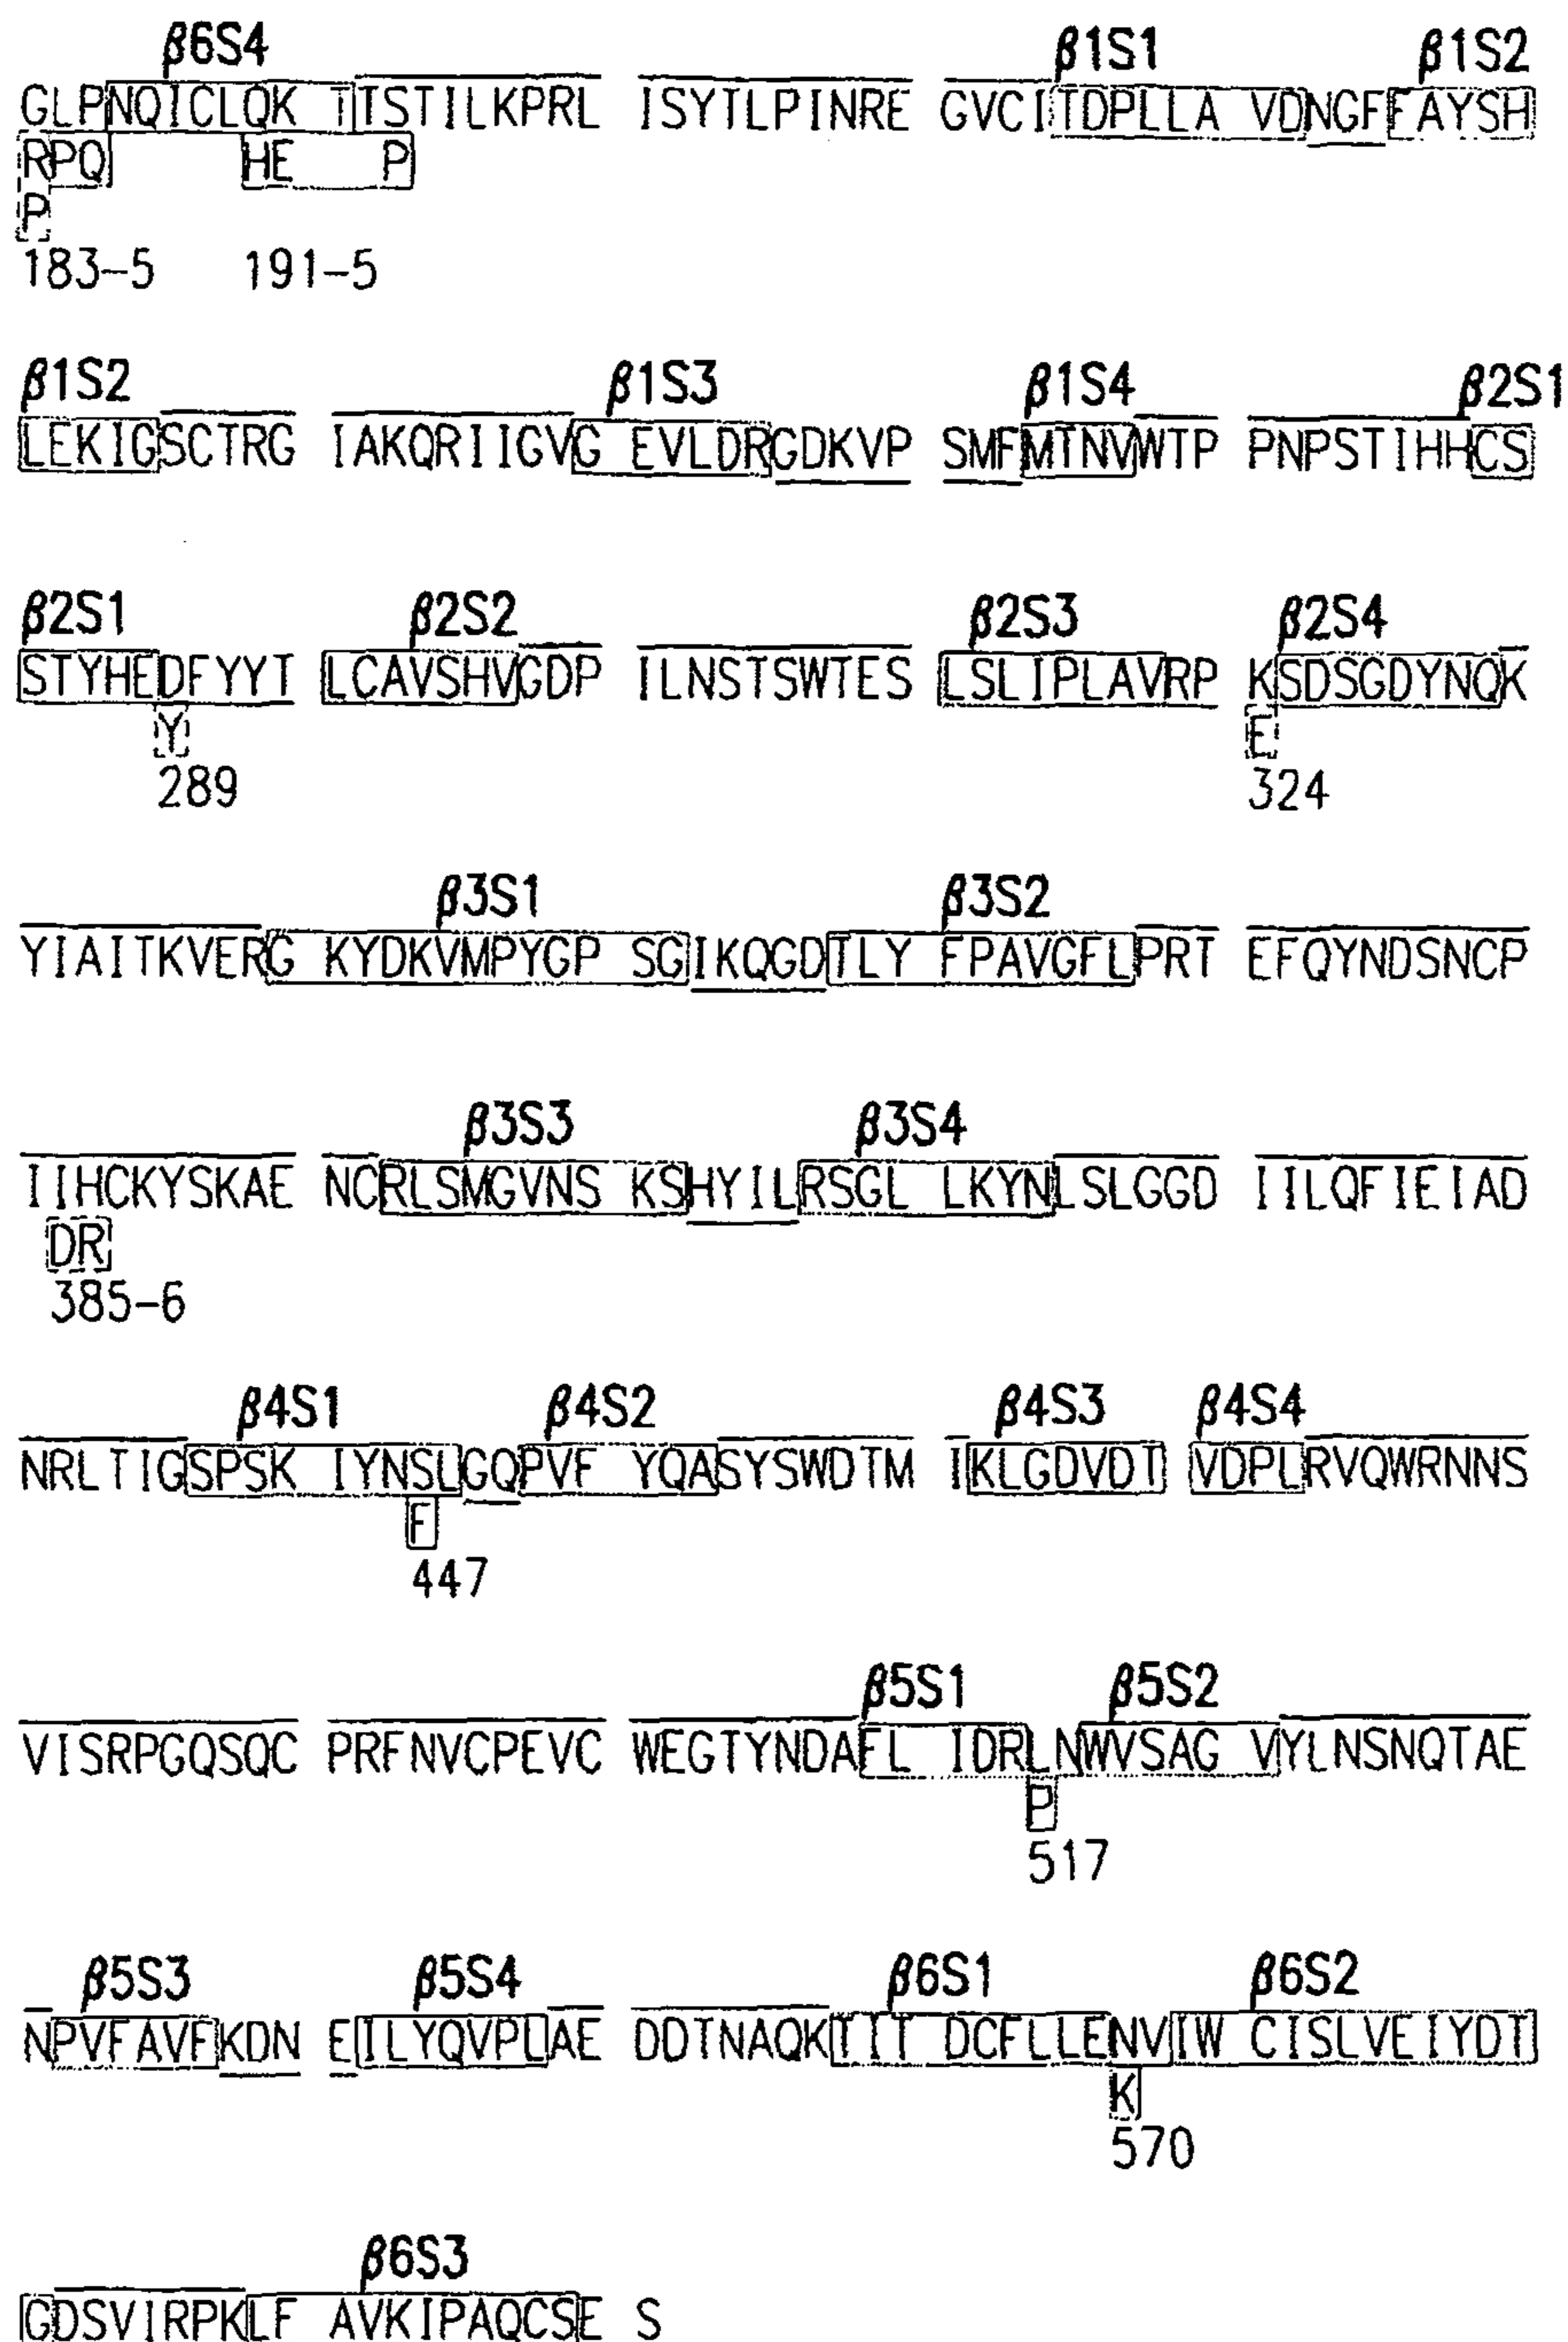 β6S4 β1S1 β1S2
GLPNQICLQK TTSTILKPRL ISYTLPINRE GVCITDPLLA VDNGFFAYSH
RPQ HE P
P
183-5 191-5
β1S2 β1S3 β1S4 β2S1
LEKIGSCTRG IAKQRIIGVG EVLDRGDKVP SMFMTNVWTP PNPSTIHHCS
β2S1 β2S2 β2S3 β2S4
STYHEDFYYT LCAVSHVGDP ILNSTSWTES LSLIPLAVRP KSDSGDYNQK
Y E
289 324
β3S1 β3S2
YIAITKVERG KYDKVMPYGP SGIKQGDTLY FPAVGFLPRT EFQYNDSNCP
β3S3 β3S4
IIHCKYSKAE NCRLSMGVNS KSHYILRSGL LKYNLSLGGD IILQFIEIAD
DR
385-6
β4S1 β4S2 β4S3 β4S4
NRLTIGSPSK IYNSLGQPVF YQASYSWDTM IKLGDVDT VDPLRVQWRNNS
F
447
β5S1 β5S2
VISRPGQSQC PRFNVCPEVC WEGTYNDAFL IDRLNWVSAG VYLNSNQTAE
P
517
β5S3 β5S4 β6S1 β6S2
NPVFAVFKDN EILYQVPLAE DDTNAQKTIT DCFLLENVIW CISLVEIYDT
K
570
β6S3
GDSVIRPKLF AVKIPAQCSE S